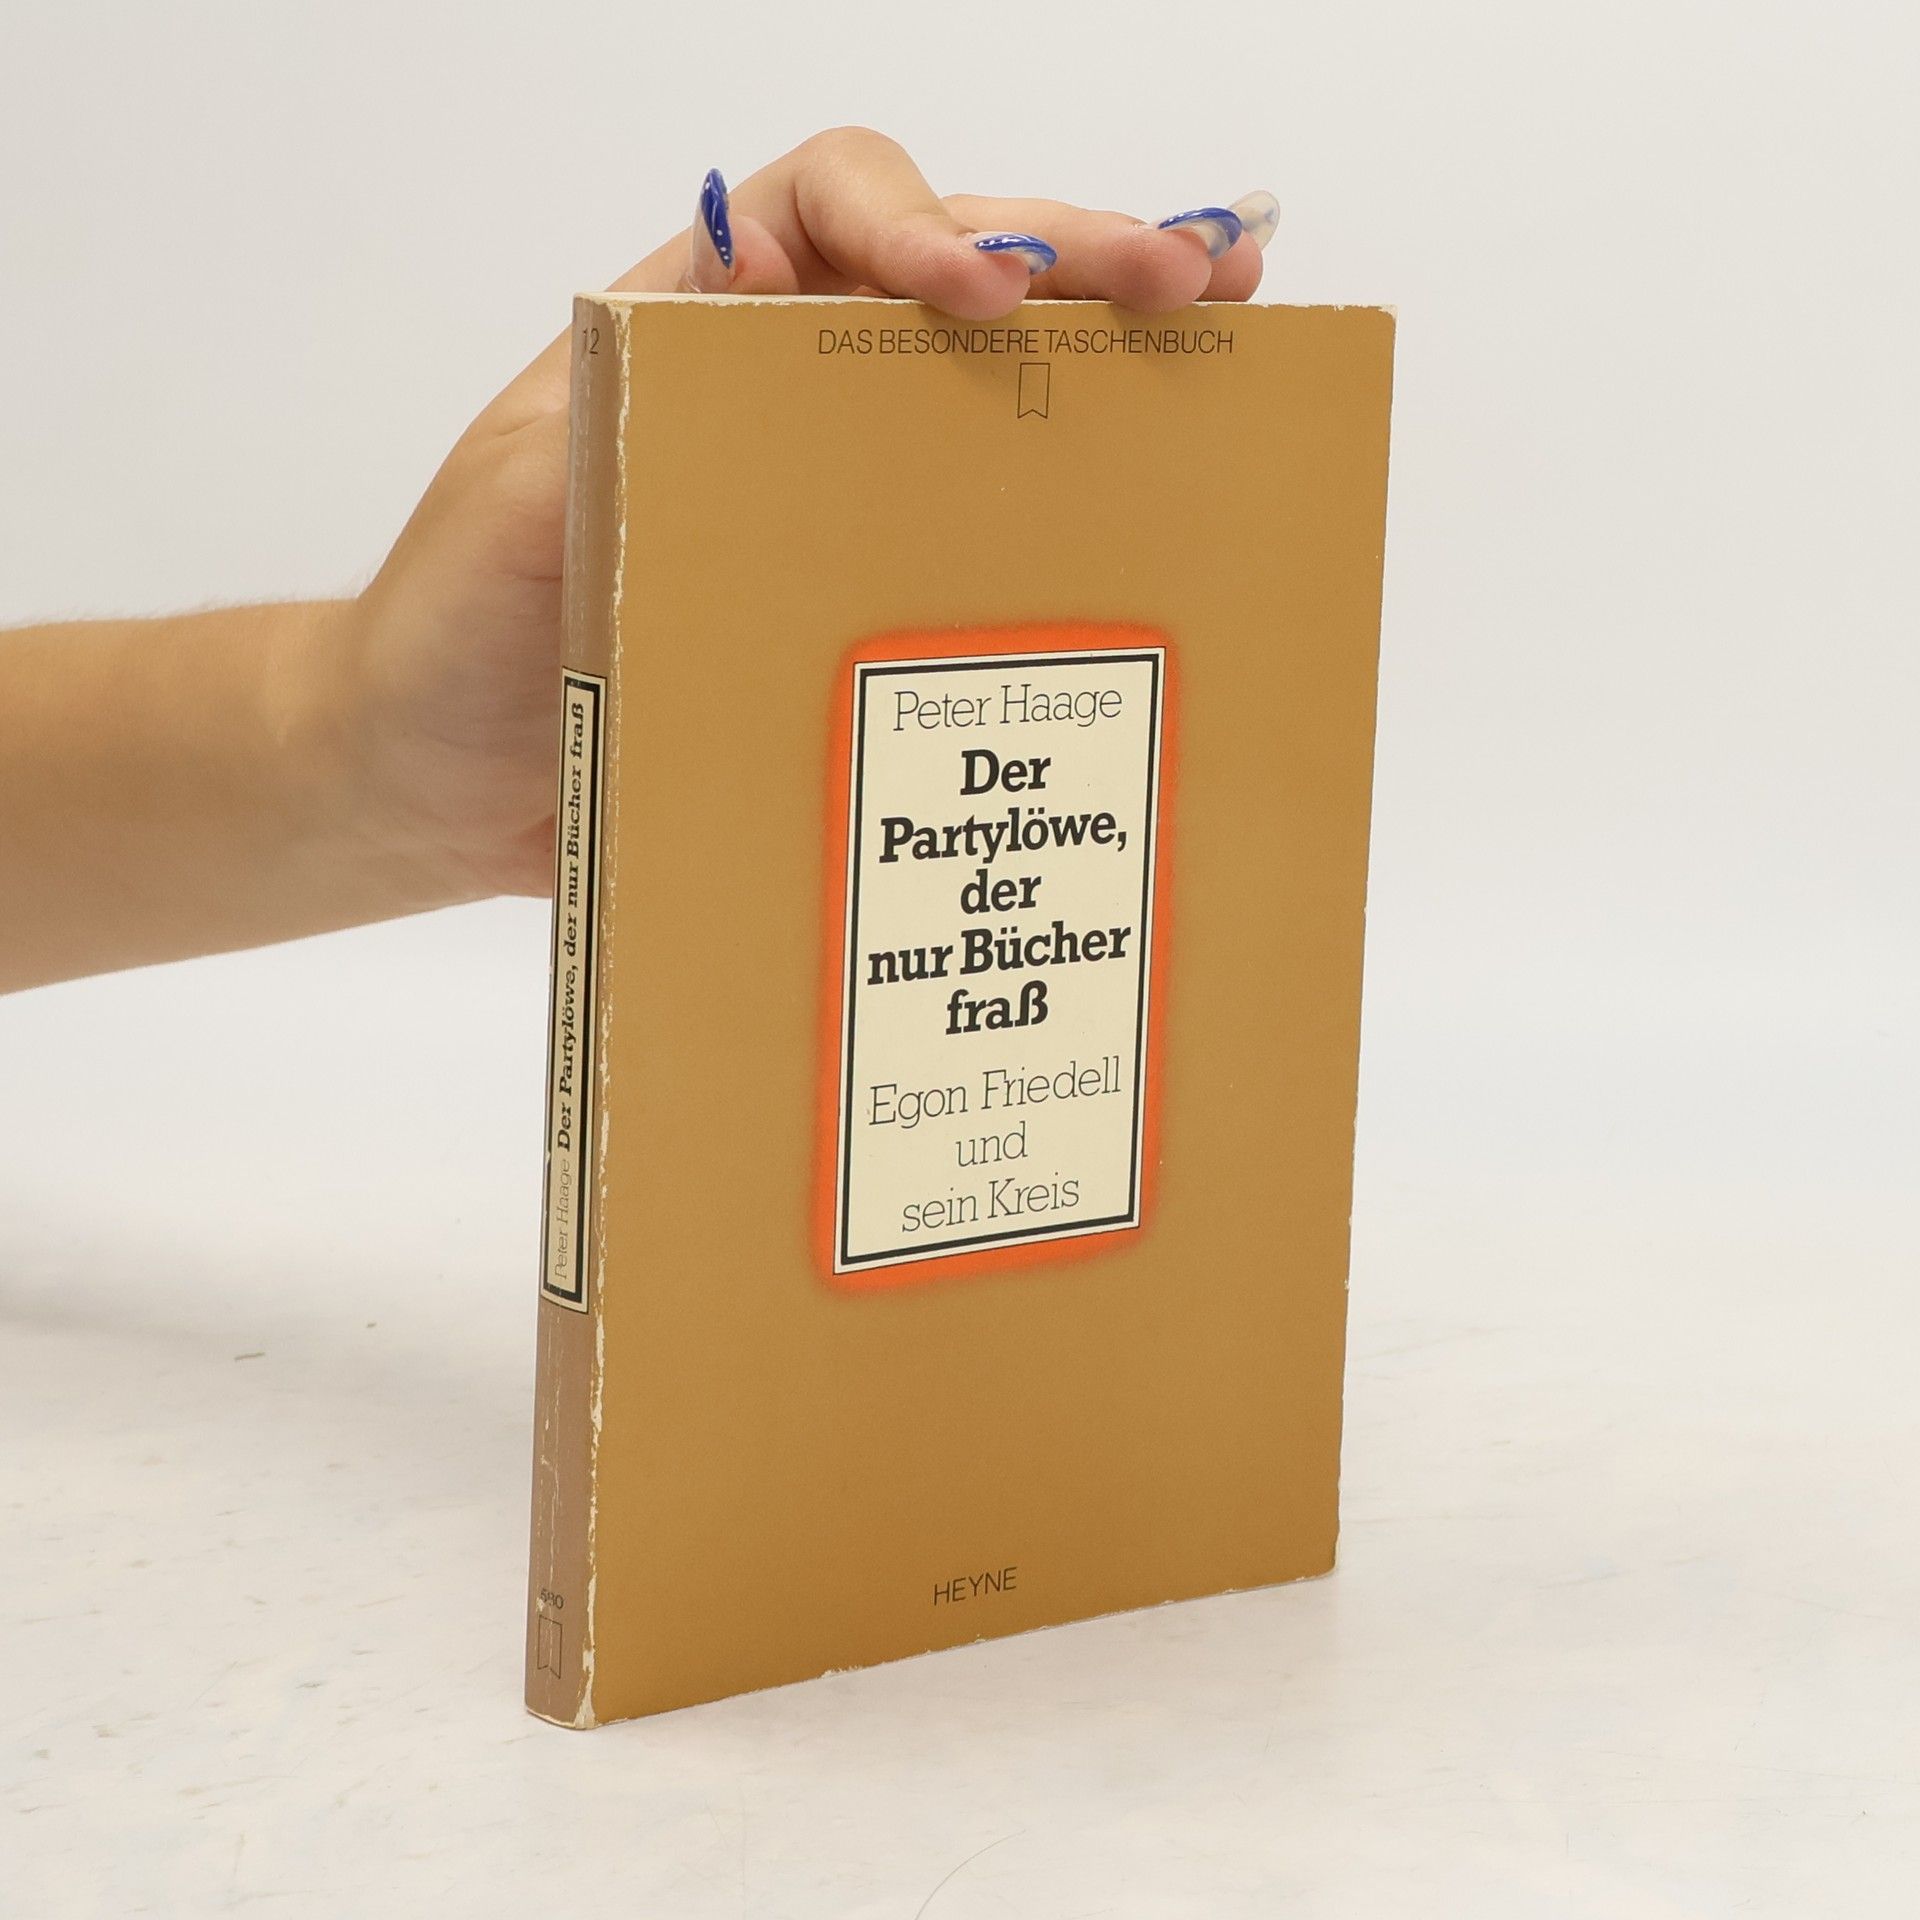 DAS BESONDERE TASCHENBUCH
Peter Haage
Der
Partylöwe,
der
nur Bücher
fraß
Egon Friedell
und
sein Kreis
HEYNE
12
Peter Haage Der Partylöwe, der nur Bücher fraß